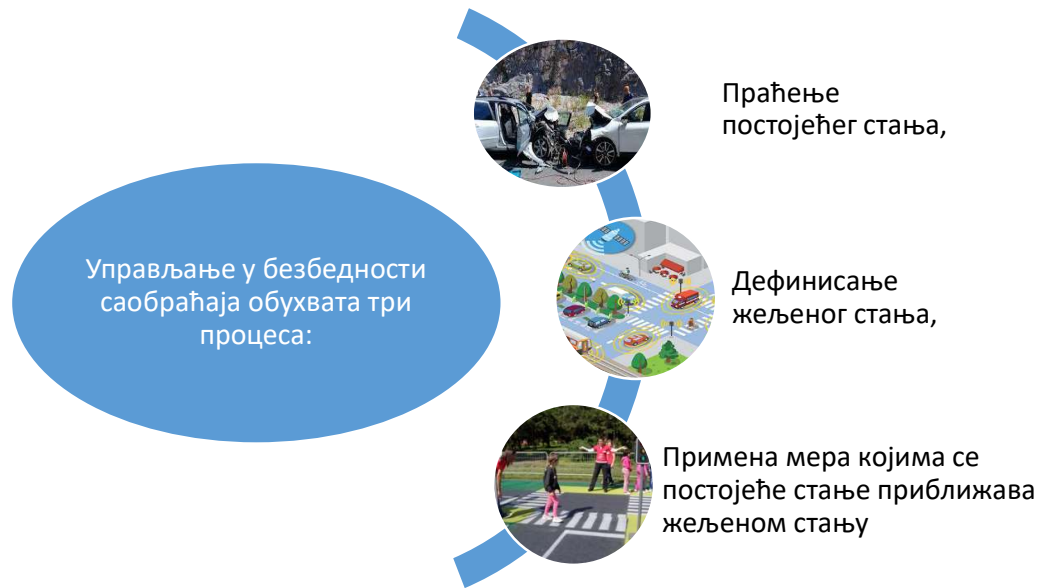 Управљање у безбедности
саобраћаја обухвата три
процеса:
Праћење
постојећег стања,
Дефинисање
жељеног стања,
Примена мера којима се
постојеће стање приближава
жељеном стању